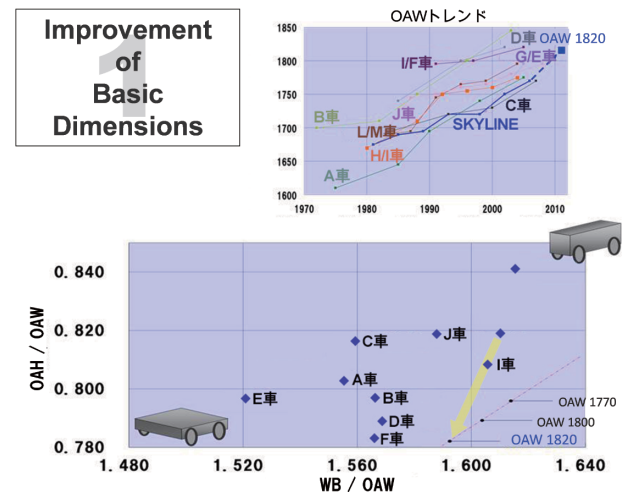 1
Improvement
of
Basic
Dimensions
OAWトレンド
1850
1800
1750
1700
1650
1600
1970
1980
1990
2000
2010
D車
OAW 1820
G/E車
I/F車
B車
J車
C車
L/M車
SKYLINE
H/I車
A車
OAH / OAW
0. 840
0. 820
0. 800
0. 780
C車
J車
I車
A車
E車
B車
D車
F車
OAW 1770
OAW 1800
OAW 1820
1. 480
1. 520
1. 560
1. 600
1. 640
WB / OAW